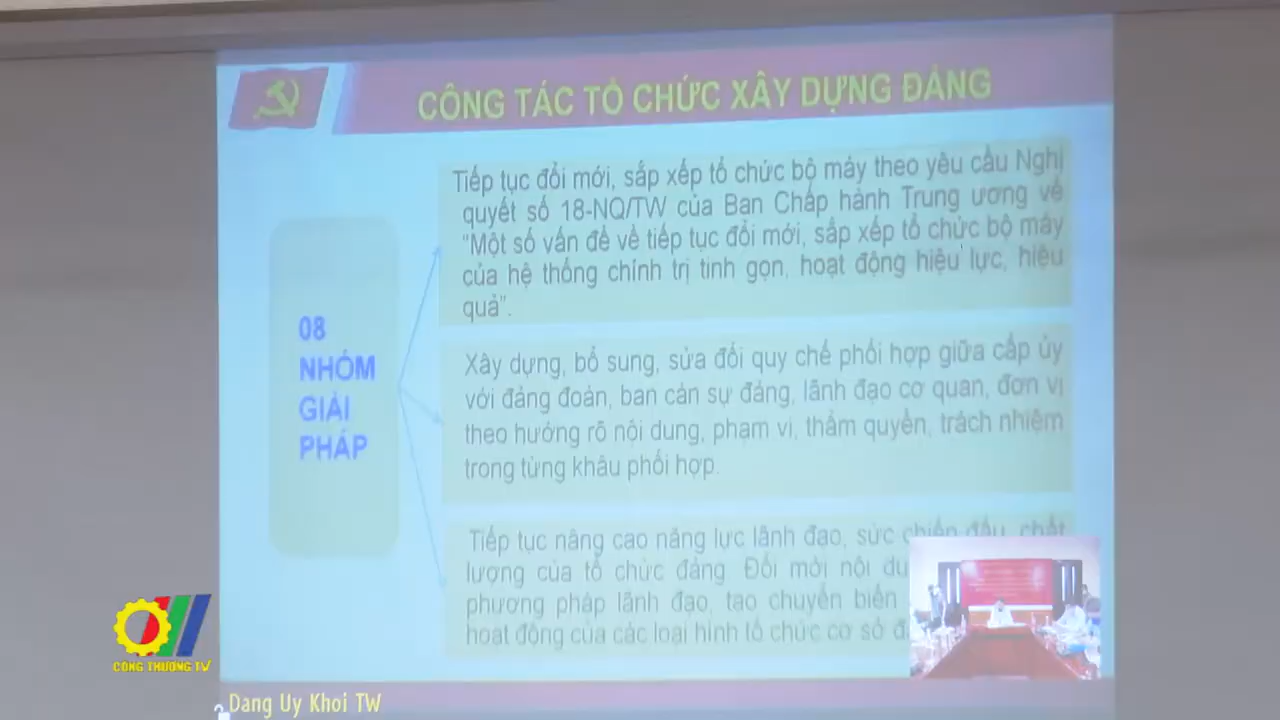 CÔNG TÁC TỔ CHỨC XÂY DỰNG ĐẢNG
Tiếp tục đổi mới, sắp xếp tổ chức bộ máy theo yêu cầu Nghị
quyết số 18-NQ/TW của Ban Chấp hành Trung ương về
"Một số vấn đề về tiếp tục đổi mới, sắp xếp tổ chức bộ máy
của hệ thống chính trị tinh gọn, hoạt động hiệu lực, hiệu
quả".
08
NHÓM
GIẢI
PHÁP
Xây dựng, bổ sung, sửa đổi quy chế phối hợp giữa cấp ủy
với đảng đoàn, ban cán sự đảng, lãnh đạo cơ quan, đơn vị
theo hướng rõ nội dung, phạm vi, thẩm quyền, trách nhiệm
trong từng khâu phối hợp.
Tiếp tục nâng cao năng lực lãnh đạo, sức chiến đấu, chất
lượng của tổ chức đảng. Đổi mới nội
phương pháp lãnh đạo, tạo chuyển biến
hoạt động của các loại hình tổ chức cơ sở
CÔNG THƯƠNG TW
Dang Uy Khoi TW